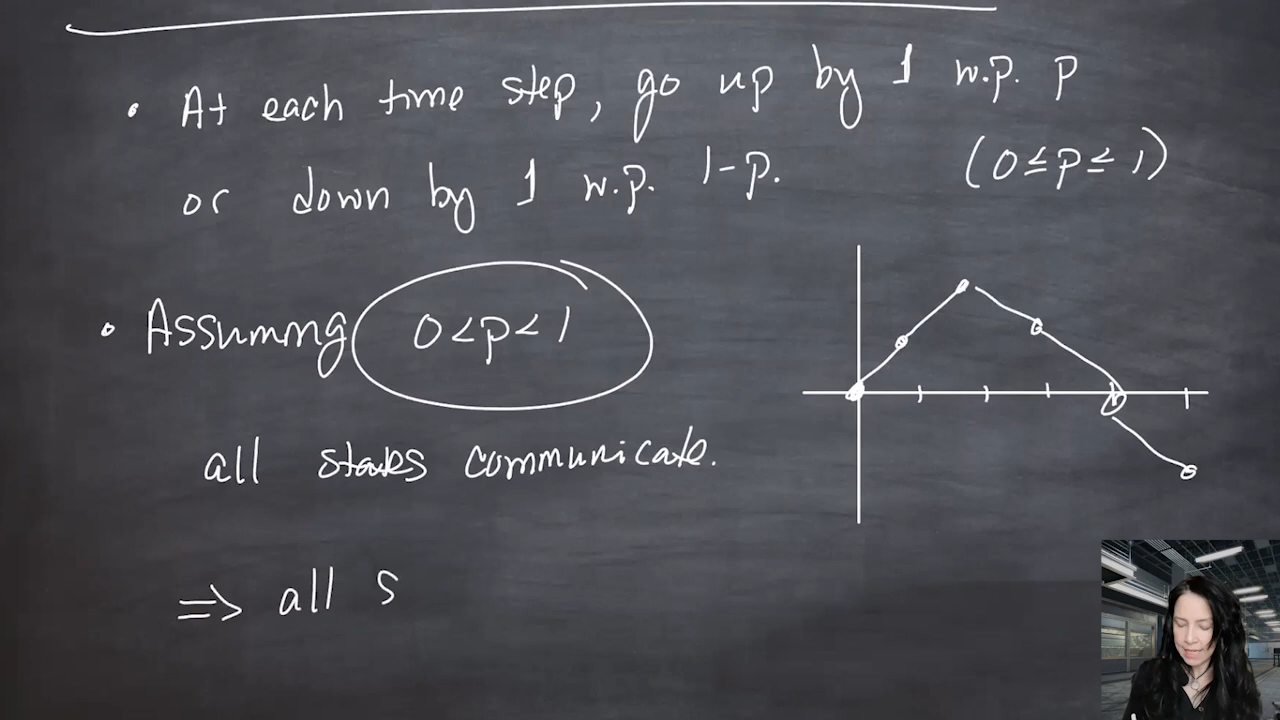 • At each time step, go up by 1 w.p. p
or down by 1 w.p. 1-p. (0≤p≤1)
• Assuming 0<p<1
all states communicate.
=> all s